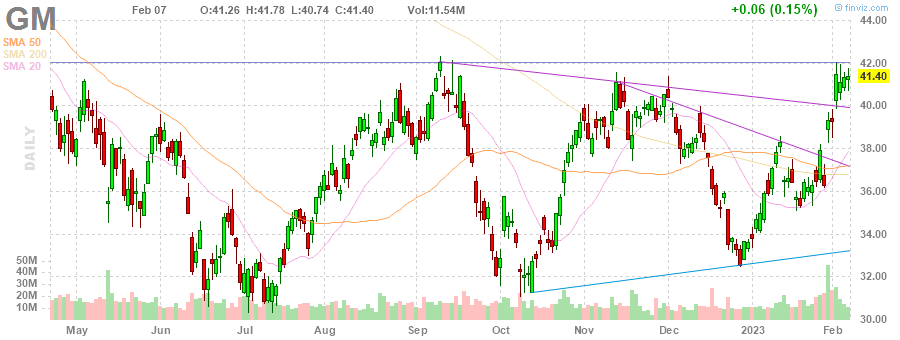 GM
Feb 07 O:41.26 H:41.78 L:40.74 C:41.40 Vol:11.54M +0.06 (0.15%)
finviz.com
SMA 50
SMA 200
SMA 20
DAILY
44.00
42.00
41.40
40.00
38.00
36.00
34.00
32.00
30.00
50M
40M
30M
20M
10M
May Jun Jul Aug Sep Oct Nov Dec 2023 Feb